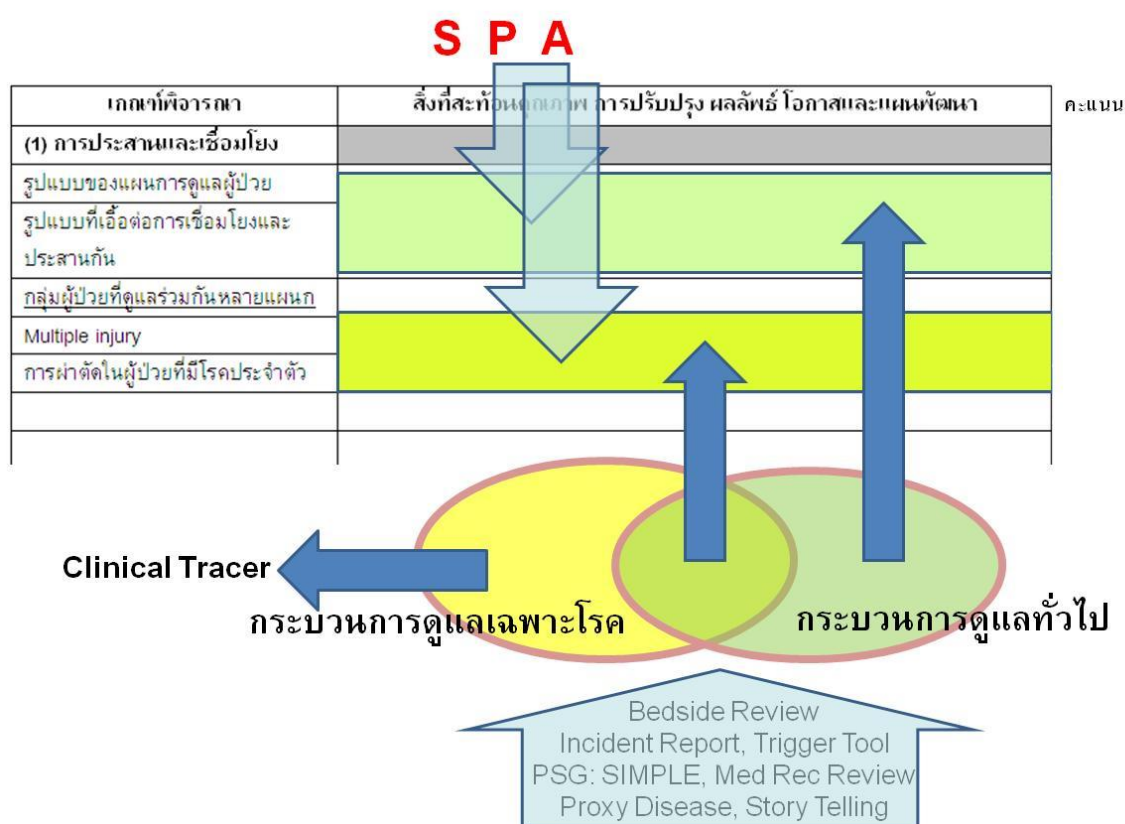 S P A
เกณฑ์พิจารณา
สิ่งที่สะท้อนคุณภาพ การปรับปรุง ผลลัพธ์ โอกาสและแผนพัฒนา
คะแนน
(1) การประสานและเชื่อมโยง
รูปแบบของแผนการดูแลผู้ป่วย
รูปแบบที่เอื้อต่อการเชื่อมโยงและ
ประสานกัน
กลุ่มผู้ป่วยที่ดูแลร่วมกันหลายแผนก
Multiple injury
การผ่าตัดในผู้ป่วยที่มีโรคประจำตัว
Clinical Tracer
กระบวนการดูแลเฉพาะโรค
กระบวนการดูแลทั่วไป
Bedside Review
Incident Report, Trigger Tool
PSG: SIMPLE, Med Rec Review
Proxy Disease, Story Telling